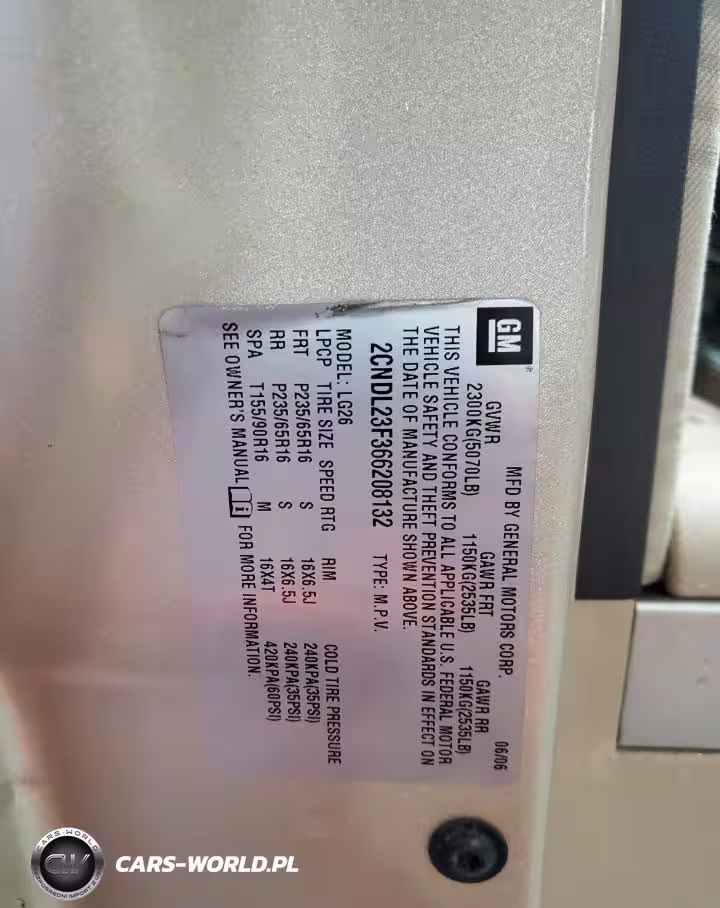 GM
MFD BY GENERAL MOTORS CORP. 06/06
GVWR GAWR FRT GAWR RR
2300KG(5070LB) 1150KG(2535LB) 1150KG(2535LB)
THIS VEHICLE CONFORMS TO ALL APPLICABLE U.S. FEDERAL MOTOR
VEHICLE SAFETY AND THEFT PREVENTION STANDARDS IN EFFECT ON
THE DATE OF MANUFACTURE SHOWN ABOVE.
2CNDL23F366208132 TYPE: M.P.V.
MODEL: LG26
LPCP TIRE SIZE SPEED RTG RIM COLD TIRE PRESSURE
FRT P235/65R16 S 16X6.5J 240KPA(35PSI)
RR P235/65R16 S 16X6.5J 240KPA(35PSI)
SPA T155/90R16 M 16X4T 420KPA(60PSI)
SEE OWNER'S MANUAL i FOR MORE INFORMATION.
CARS-WORLD
CW
CARS-WORLD.PL